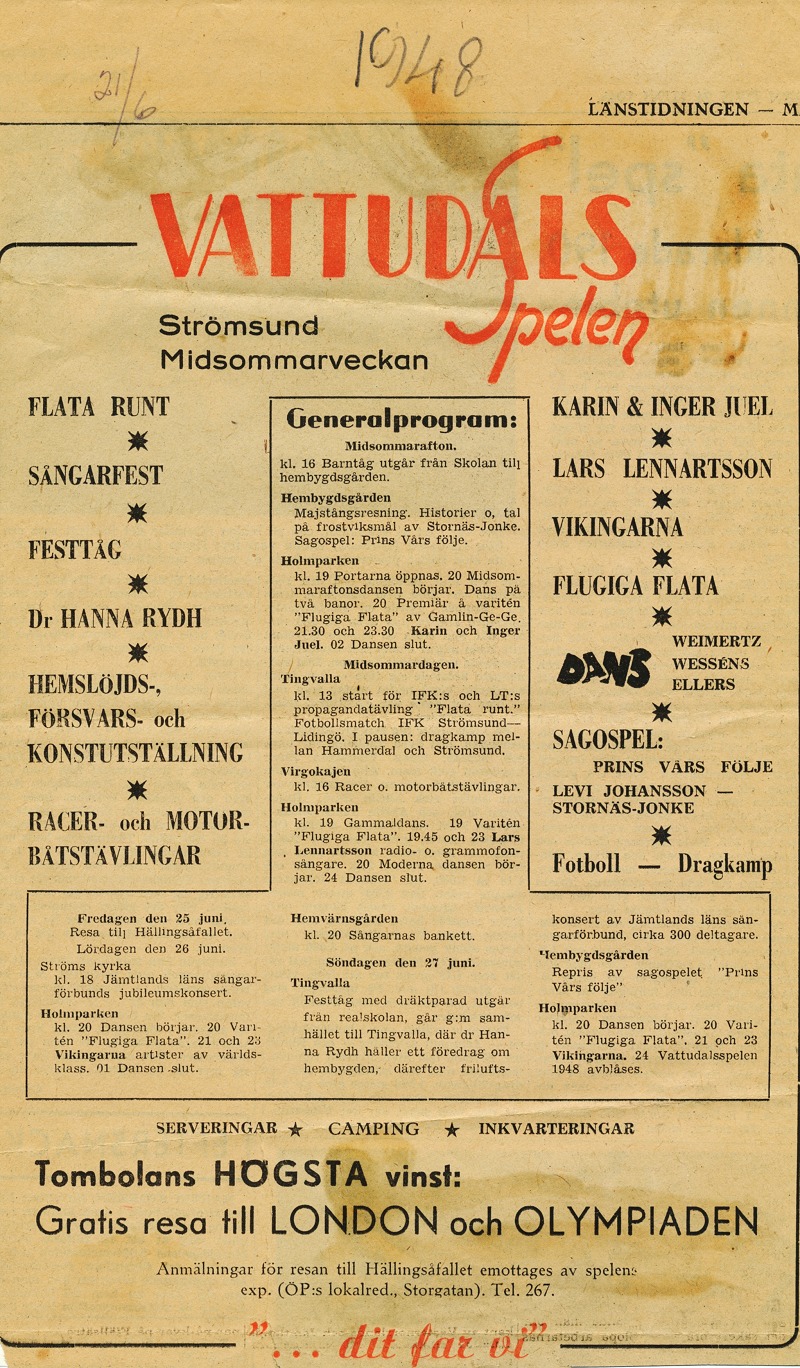 1948
21/6
LÄNSTIDNINGEN — M
VATTUDALS
Spelen
Strömsund
Midsommarveckan
FLATA RUNT
SÅNGARFEST
FESTTÅG
Dr HANNA RYDH
HEMSLÖJDS-,
FÖRSVARS- och
KONSTUTSTÄLLNING
RACER- och MOTOR-
BÅTSTÄVLINGAR
Generalprogram:
Midsommarafton.
kl. 16 Barntåg utgår från Skolan till
hembygdsgården.
Hembygdsgården
Majstångsresning. Historier o, tal
på frostviksmål av Stornäs-Jonke.
Sagospel: Prins Vårs följe.
Holmparken
kl. 19 Portarna öppnas. 20 Midsom-
maraftonsdansen börjar. Dans på
två banor. 20 Premiär å varitén
"Flugiga Flata" av Gamlin-Ge-Ge.
21.30 och 23.30 Karin och Inger
Juel. 02 Dansen slut.
Midsommardagen.
Tingvalla
kl. 13 start för IFK:s och LT:s
propagandatävling "Flata runt."
Fotbollsmatch IFK Strömsund—
Lidingö. I pausen: dragkamp mel-
lan Hammerdal och Strömsund.
Virgokajen
kl. 16 Racer o. motorbåtstävlingar.
Holmparken
kl. 19 Gammaldans. 19 Varitén
"Flugiga Flata". 19.45 och 23 Lars
Lennartsson radio- o. grammofon-
sångare. 20 Moderna dansen bör-
jar. 24 Dansen slut.
KARIN & INGER JUEL
LARS LENNARTSSON
VIKINGARNA
FLUGIGA FLATA
DANS
WEIMERTZ
WESSÉNS
ELLERS
SAGOSPEL:
PRINS VÅRS FÖLJE
LEVI JOHANSSON —
STORNÄS-JONKE
Fotboll — Dragkamp
Fredagen den 25 juni.
Resa till Hällingsåfallet.
Lördagen den 26 juni.
Ströms kyrka
kl. 18 Jämtlands läns sångar-
förbunds jubileumskonsert.
Holmparken
kl. 20 Dansen börjar. 20 Vari-
tén "Flugiga Flata". 21 och 23
Vikingarna artister av världs-
klass. 01 Dansen slut.
Hemvärnsgården
kl. 20 Sångarnas bankett.
Söndagen den 27 juni.
Tingvalla
Festtåg med dräktparad utgår
från realskolan, går g:m sam-
hället till Tingvalla, där dr Han-
na Rydh håller ett föredrag om
hembygden, därefter frilufts-
konsert av Jämtlands läns sån-
garförbund, cirka 300 deltagare.
Hembygdsgården
Repris av sagospelet "Prins
Vårs följe"
Holmparken
kl. 20 Dansen börjar. 20 Vari-
tén "Flugiga Flata". 21 och 23
Vikingarna. 24 Vattudalsspelen
1948 avblåses.
SERVERINGAR ★ CAMPING ★ INKVARTERINGAR
Tombolans HÖGSTA vinst:
Gratis resa till LONDON och OLYMPIADEN
Anmälningar för resan till Hällingsåfallet emottages av spelens
exp. (ÖP:s lokalred., Storgatan). Tel. 267.
"... dit far vi"